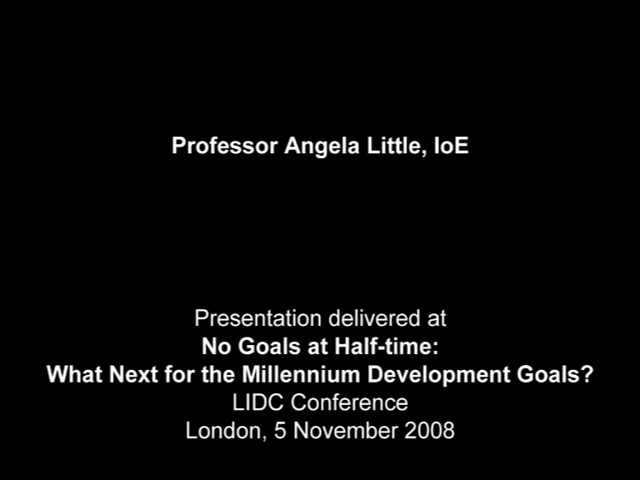 Professor Angela Little, IoE
Presentation delivered at
No Goals at Half-time:
What Next for the Millennium Development Goals?
LIDC Conference
London, 5 November 2008